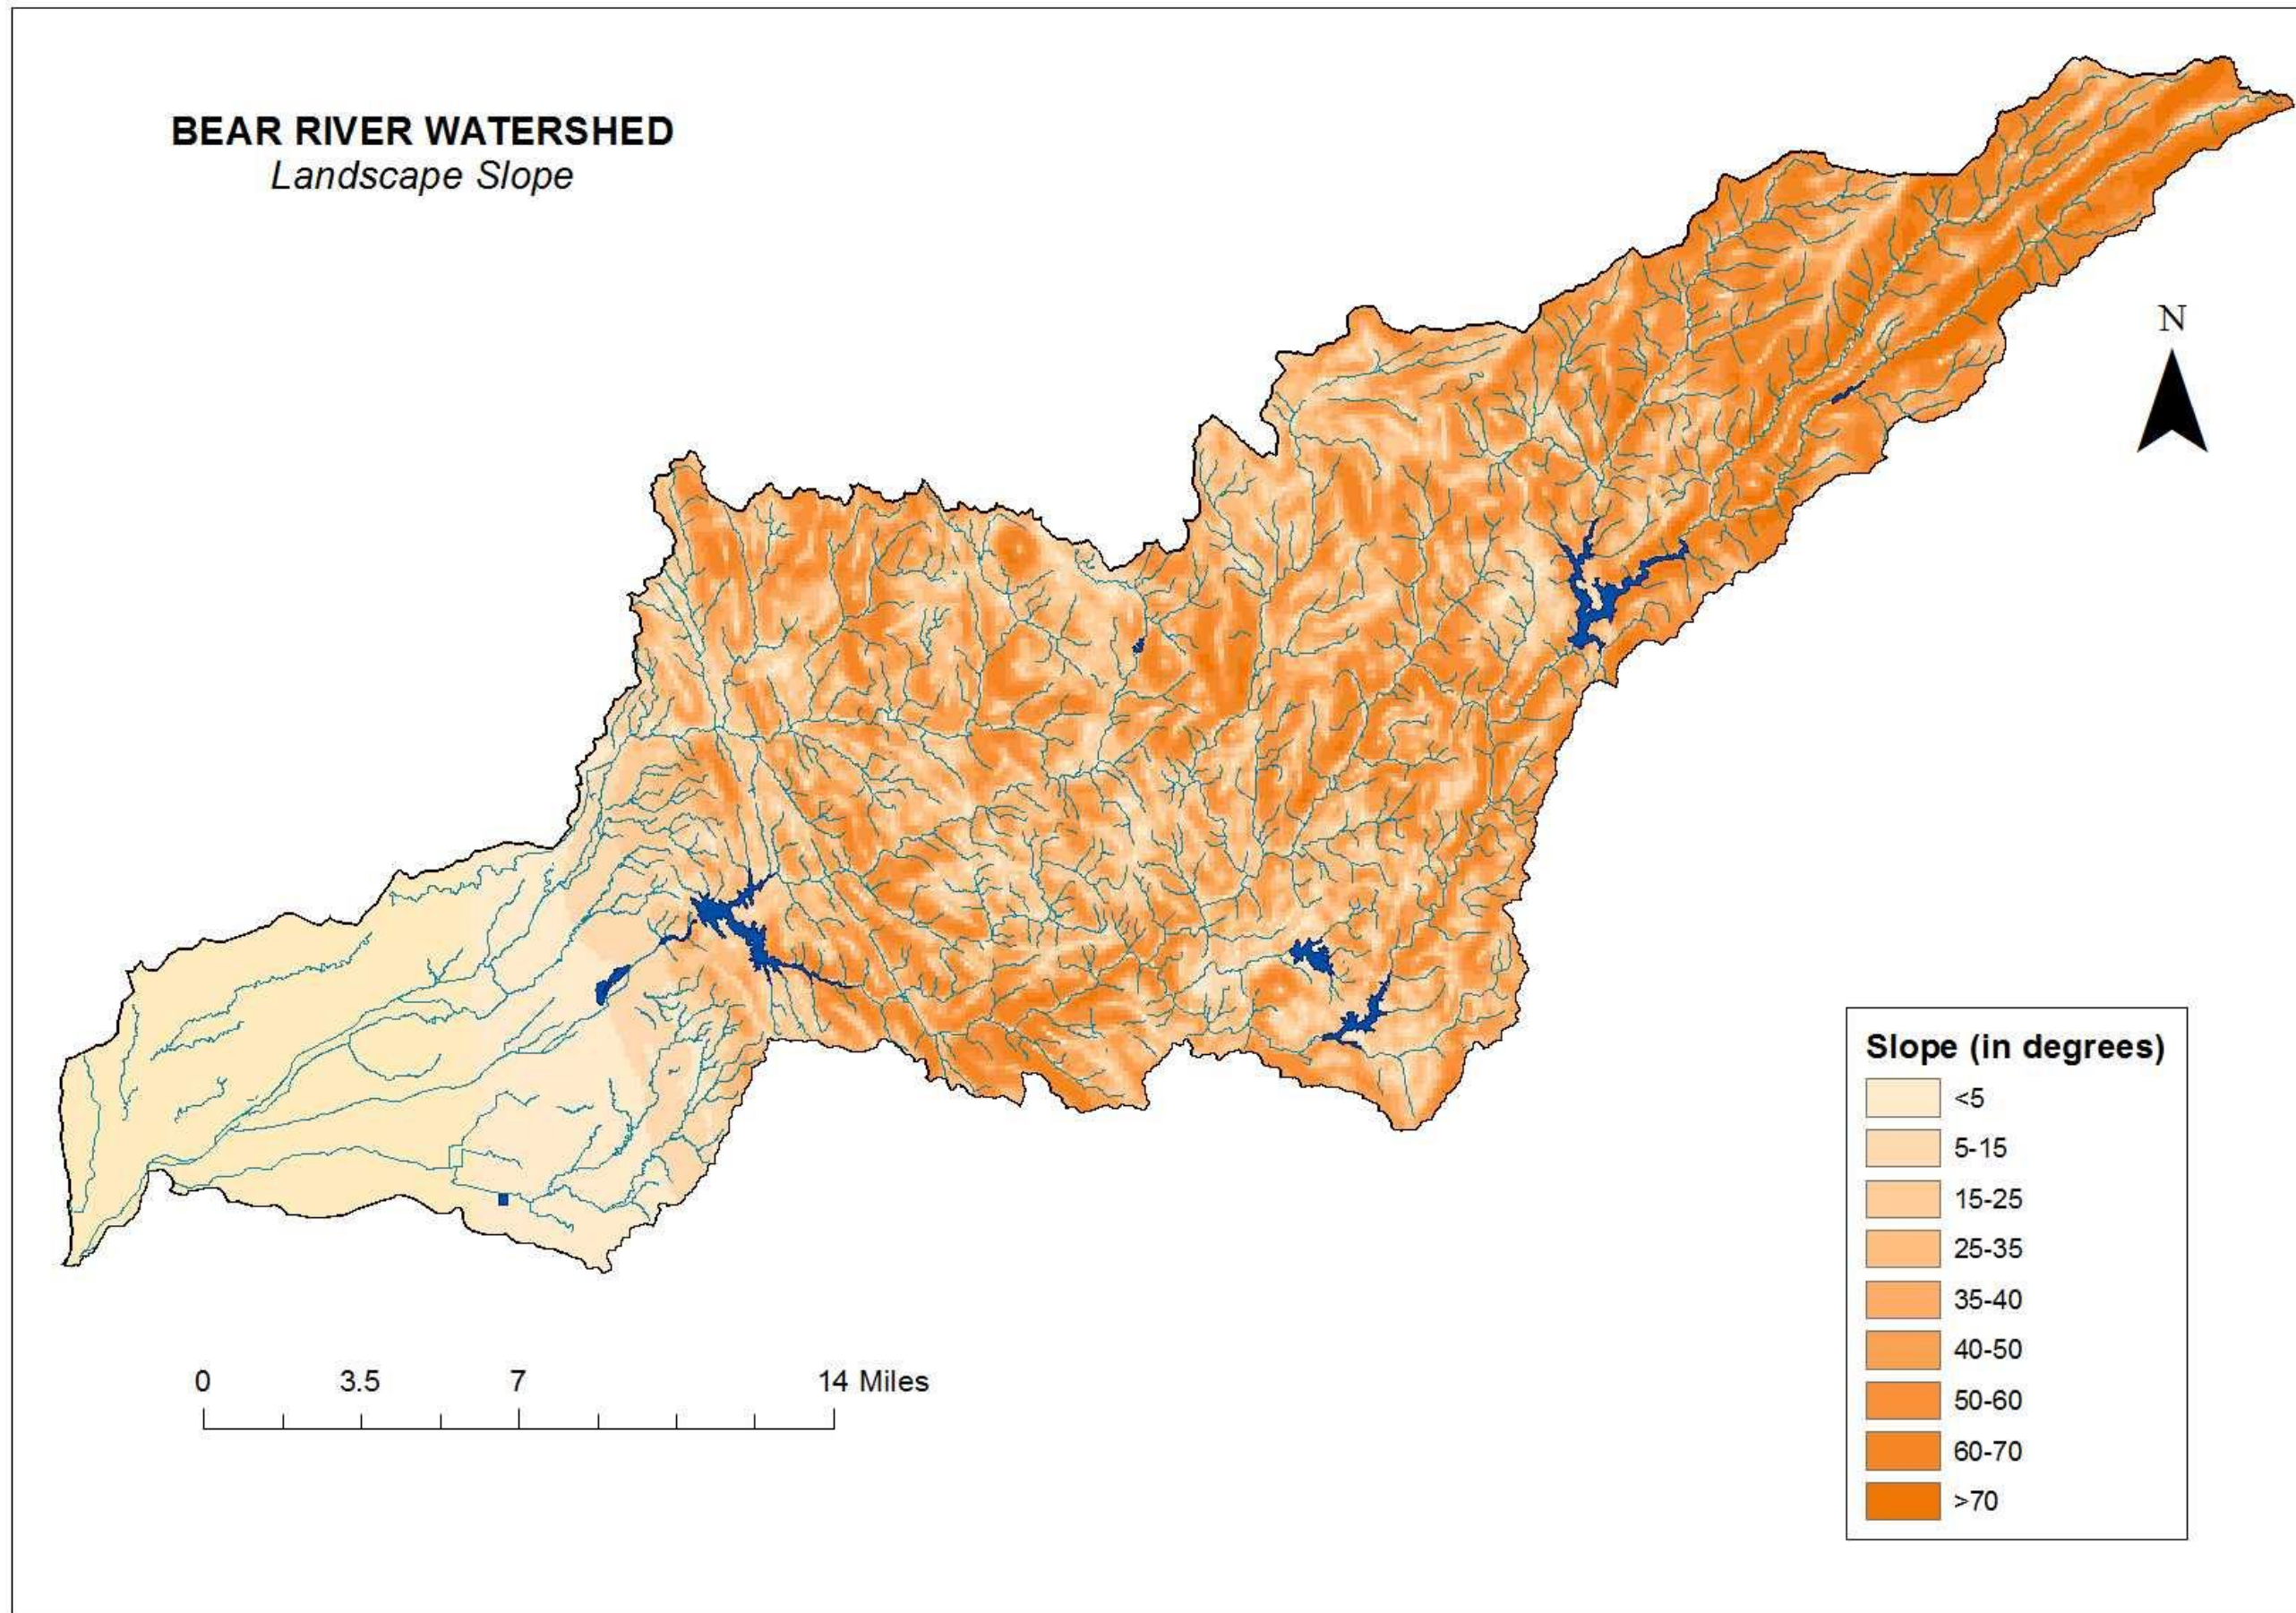 BEAR RIVER WATERSHED
Landscape Slope
N
Slope (in degrees)
<5
5-15
15-25
25-35
35-40
40-50
50-60
60-70
>70
0 3.5 7 14 Miles